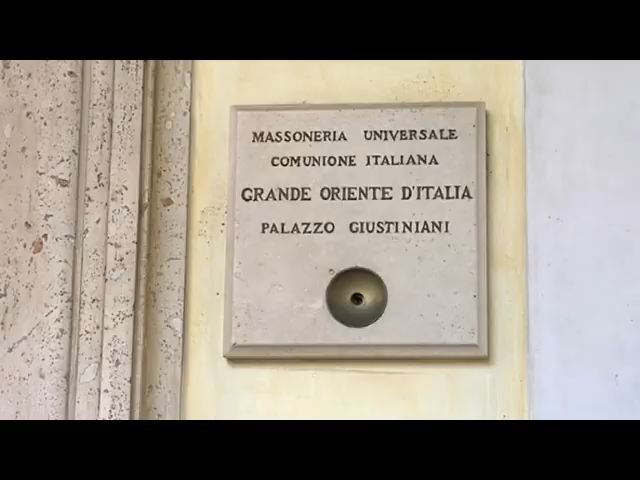 MASSONERIA UNIVERSALE
COMUNIONE ITALIANA
GRANDE ORIENTE D'ITALIA
PALAZZO GIUSTINIANI